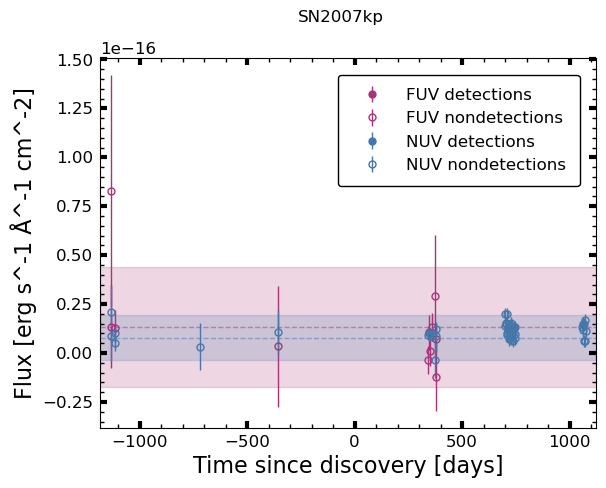 SN2007kp
1e−16
1.50
1.25
1.00
0.75
0.50
0.25
0.00
−0.25
Flux [erg s^-1 Å^-1 cm^-2]
FUV detections
FUV nondetections
NUV detections
NUV nondetections
−1000
−500
0
500
1000
Time since discovery [days]